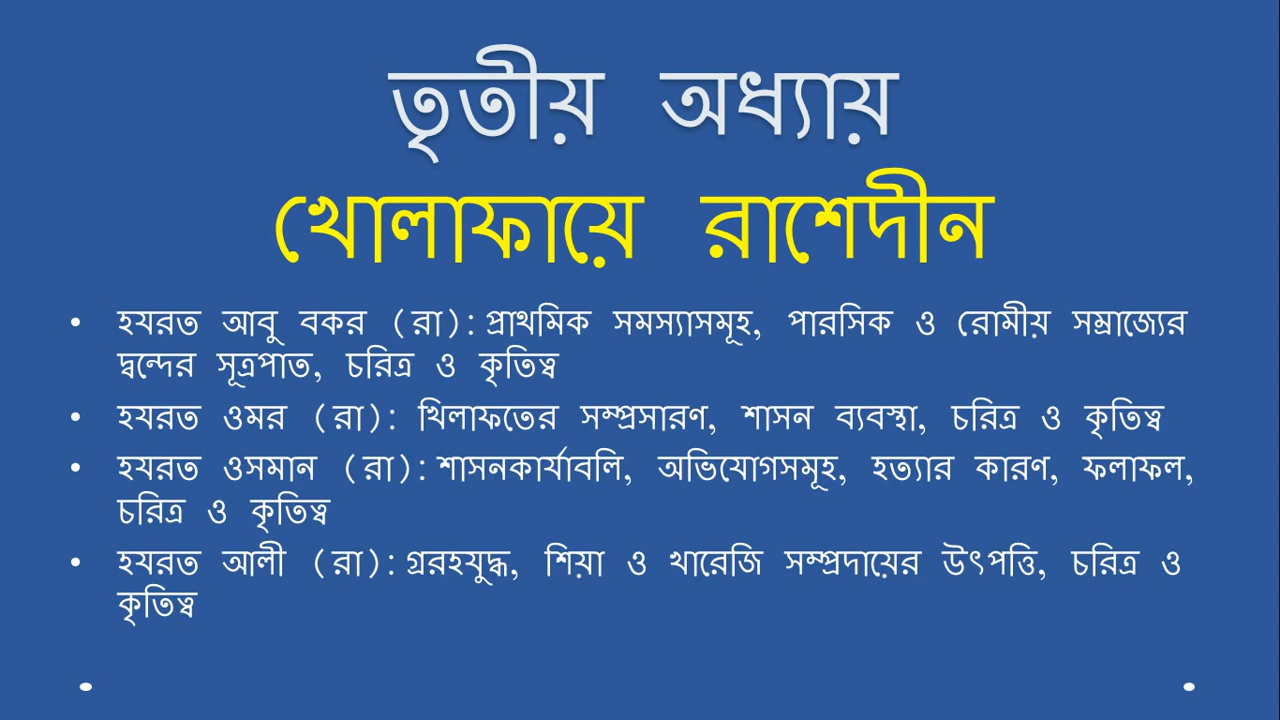 তৃতীয় অধ্যায়
খোলাফায়ে রাশেদীন
• হযরত আবু বকর (রা): প্রাথমিক সমস্যাসমূহ, পারসিক ও রোমীয় সম্রাজ্যের
দ্বন্দের সূত্রপাত, চরিত্র ও কৃতিত্ব
• হযরত ওমর (রা): খিলাফতের সম্প্রসারণ, শাসন ব্যবস্থা, চরিত্র ও কৃতিত্ব
• হযরত ওসমান (রা): শাসনকার্যাবলি, অভিযোগসমূহ, হত্যার কারণ, ফলাফল,
চরিত্র ও কৃতিত্ব
• হযরত আলী (রা): গ্ররহযুদ্ধ, শিয়া ও খারেজি সম্প্রদায়ের উৎপত্তি, চরিত্র ও
কৃতিত্ব